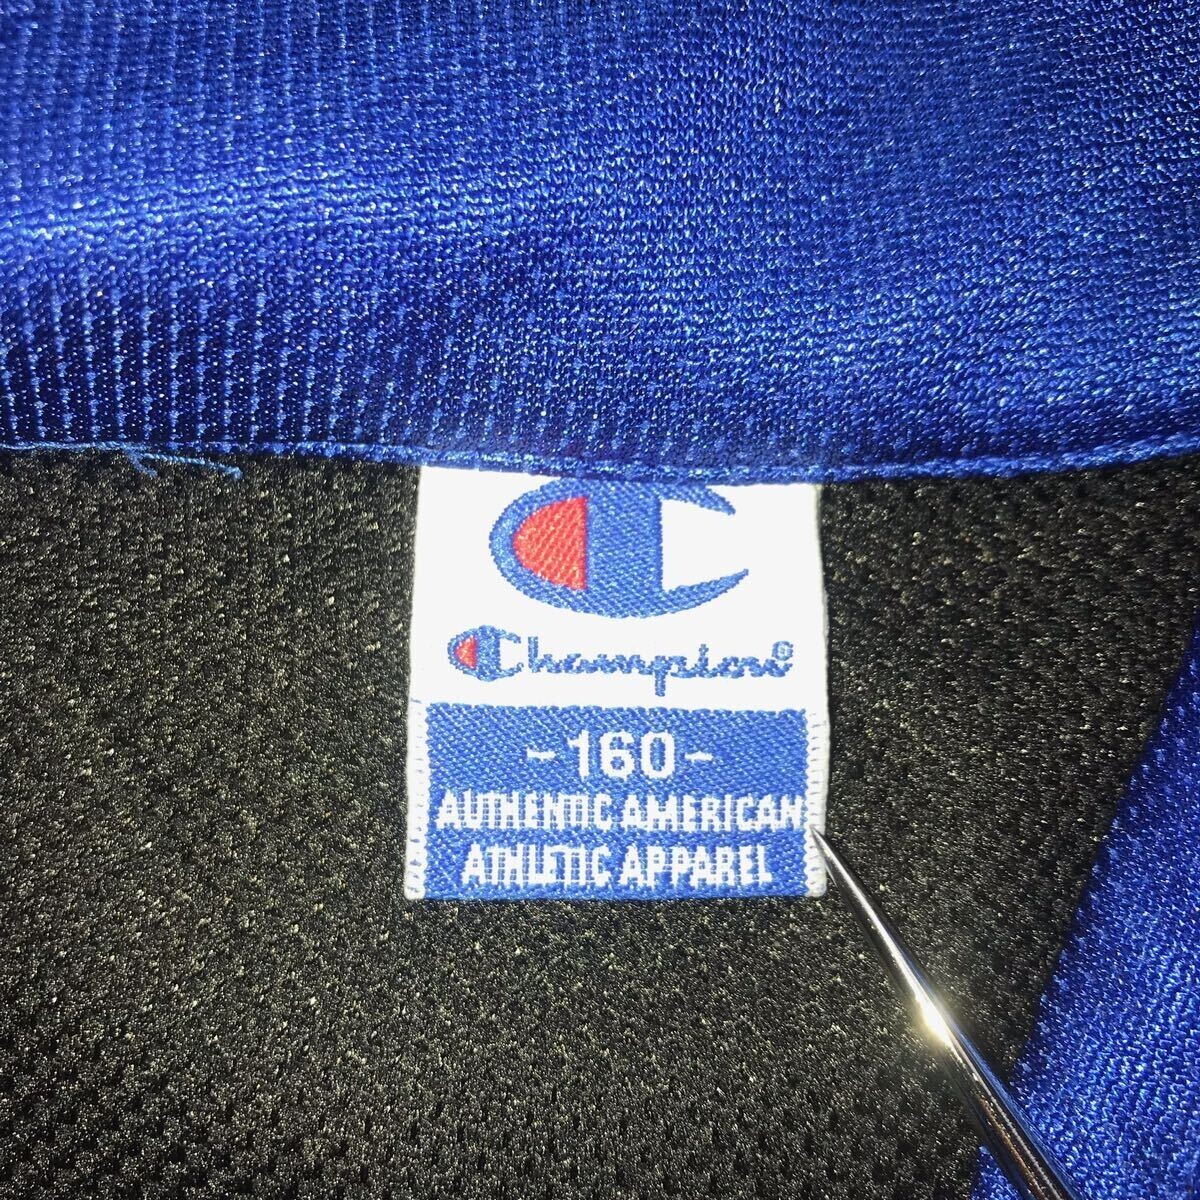 Champion®
-160-
AUTHENTIC AMERICAN
ATHLETIC APPAREL